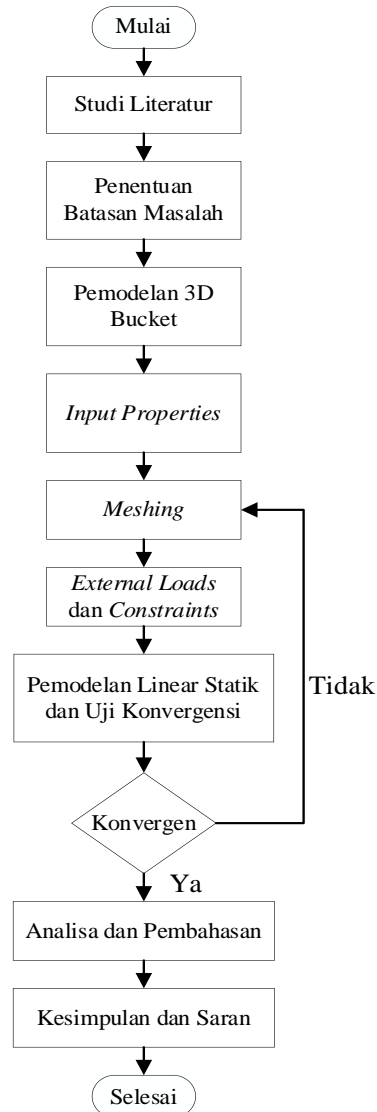 Mulai
Studi Literatur
Penentuan
Batasan Masalah
Pemodelan 3D
Bucket
Input Properties
Meshing
External Loads
dan Constraints
Pemodelan Linear Statik
dan Uji Konvergensi
Tidak
Konvergen
Ya
Analisa dan Pembahasan
Kesimpulan dan Saran
Selesai